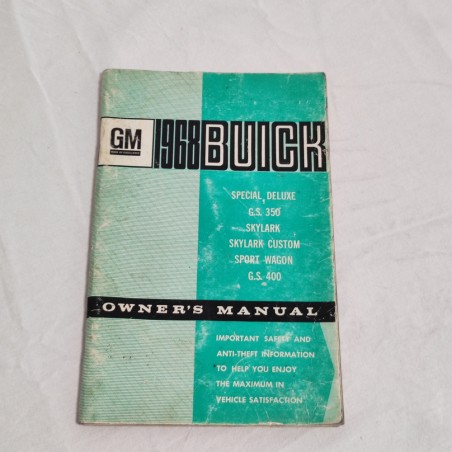 GM
1968 BUICK
SPECIAL DELUXE
G.S. 350
SKYLARK
SKYLARK CUSTOM
SPORT WAGON
G.S. 400
OWNER'S MANUAL
IMPORTANT SAFETY AND
ANTI-THEFT INFORMATION
TO HELP YOU ENJOY
THE MAXIMUM IN
VEHICLE SATISFACTION